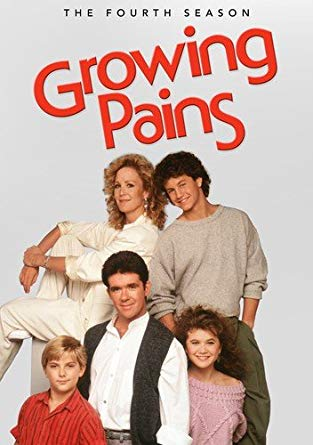 THE FOURTH SEASON
Growing
Pains